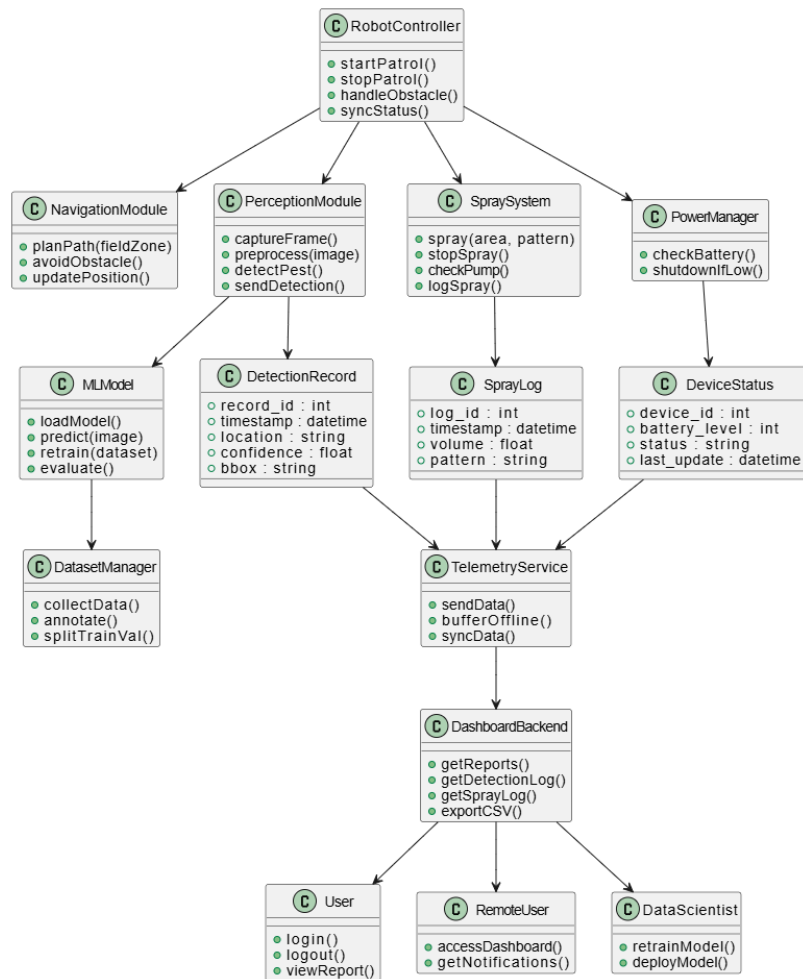 C RobotController
startPatrol()
stopPatrol()
handleObstacle()
syncStatus()
C NavigationModule
planPath(fieldZone)
avoidObstacle()
updatePosition()
C PerceptionModule
captureFrame()
preprocess(image)
detectPest()
sendDetection()
C SpraySystem
spray(area, pattern)
stopSpray()
checkPump()
logSpray()
C PowerManager
checkBattery()
shutdownIfLow()
C MLModel
loadModel()
predict(image)
retrain(dataset)
evaluate()
C DetectionRecord
record_id : int
timestamp : datetime
location : string
confidence : float
bbox : string
C SprayLog
log_id : int
timestamp : datetime
volume : float
pattern : string
C DeviceStatus
device_id : int
battery_level : int
status : string
last_update : datetime
C DatasetManager
collectData()
annotate()
splitTrainVal()
C TelemetryService
sendData()
bufferOffline()
syncData()
C DashboardBackend
getReports()
getDetectionLog()
getSprayLog()
exportCSV()
C User
login()
logout()
viewReport()
C RemoteUser
accessDashboard()
getNotifications()
C DataScientist
retrainModel()
deployModel()